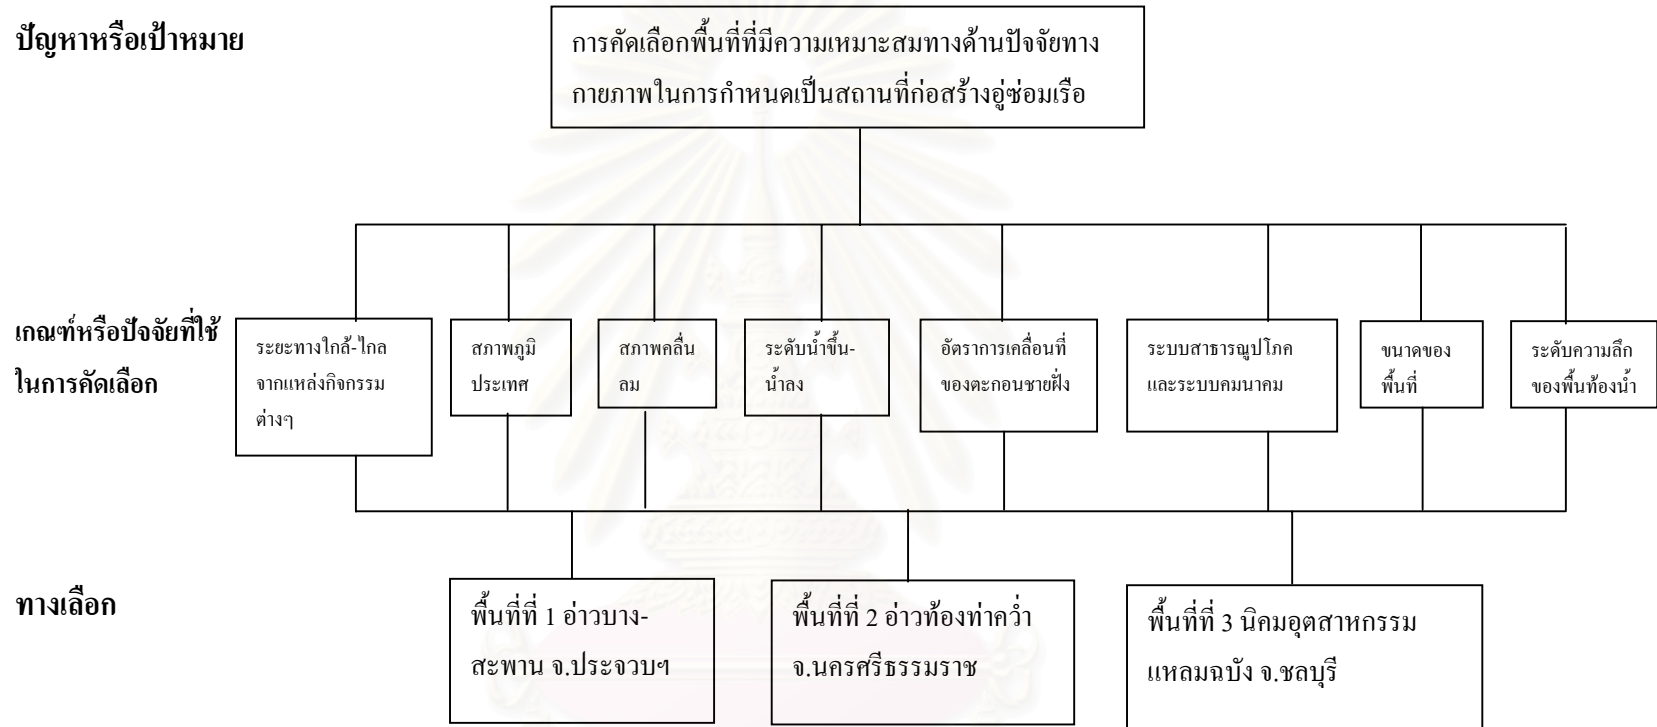 ปัญหาหรือเป้าหมาย
การคัดเลือกพื้นที่ที่มีความเหมาะสมทางด้านปัจจัยทาง
กายภาพในการกำหนดเป็นสถานที่ก่อสร้างอู่ซ่อมเรือ
เกณฑ์หรือปัจจัยที่ใช้
ในการคัดเลือก
ระยะทางใกล้-ไกล
จากแหล่งกิจกรรม
ต่างๆ
สภาพภูมิ
ประเทศ
สภาพคลื่น
ลม
ระดับน้ำขึ้น-
น้ำลง
อัตราการเคลื่อนที่
ของตะกอนชายฝั่ง
ระบบสาธารณูปโภค
และระบบคมนาคม
ขนาดของ
พื้นที่
ระดับความลึก
ของพื้นท้องน้ำ
ทางเลือก
พื้นที่ที่ 1 อ่าวบาง-
สะพาน จ.ประจวบฯ
พื้นที่ที่ 2 อ่าวท้องท่าคว่ำ
จ.นครศรีธรรมราช
พื้นที่ที่ 3 นิคมอุตสาหกรรม
แหลมฉบัง จ.ชลบุรี